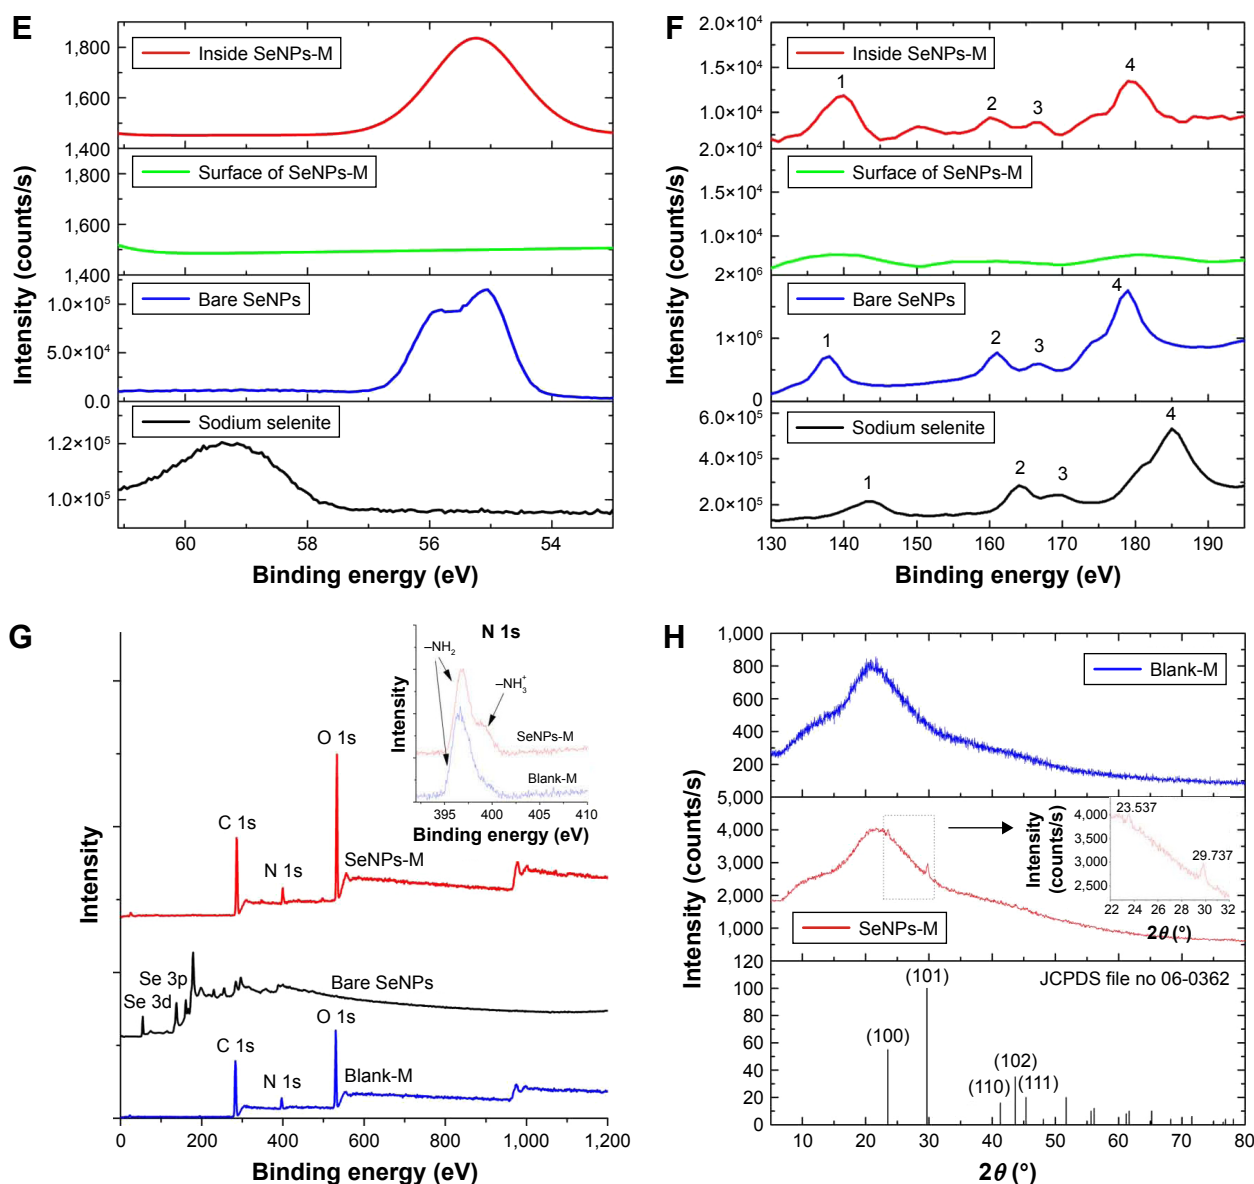 E
Intensity (counts/s)
1,800
1,600
1,400
Inside SeNPs-M
1,800
1,600
1,400
Surface of SeNPs-M
1.0×10⁵
5.0×10⁴
0.0
Bare SeNPs
1.2×10⁵
1.0×10⁵
Sodium selenite
60 58 56 54
Binding energy (eV)
F
Intensity (counts/s)
2.0×10⁴
1.5×10⁴
1.0×10⁴
Inside SeNPs-M
1 2 3 4
2.0×10⁴
1.5×10⁴
1.0×10⁴
Surface of SeNPs-M
2×10⁶
1×10⁶
0
Bare SeNPs
1 2 3 4
6.0×10⁵
4.0×10⁵
2.0×10⁵
Sodium selenite
1 2 3 4
130 140 150 160 170 180 190
Binding energy (eV)
G
Intensity
C 1s
N 1s
O 1s
SeNPs-M
Se 3d
Se 3p
Bare SeNPs
C 1s
N 1s
O 1s
Blank-M
0 200 400 600 800 1,000 1,200
Binding energy (eV)
N 1s
–NH₂
–NH₃⁺
SeNPs-M
Blank-M
Intensity
395 400 405 410
Binding energy (eV)
H
Intensity (counts/s)
1,000
800
600
400
200
Blank-M
5,000
4,000
3,000
2,000
1,000
SeNPs-M
Intensity
(counts/s)
4,000
3,500
3,000
2,500
23.537
29.737
22 24 26 28 30 32
2θ (°)
120
100
80
60
40
20
0
JCPDS file no 06-0362
(100)
(101)
(110)
(102)
(111)
10 20 30 40 50 60 70 80
2θ (°)